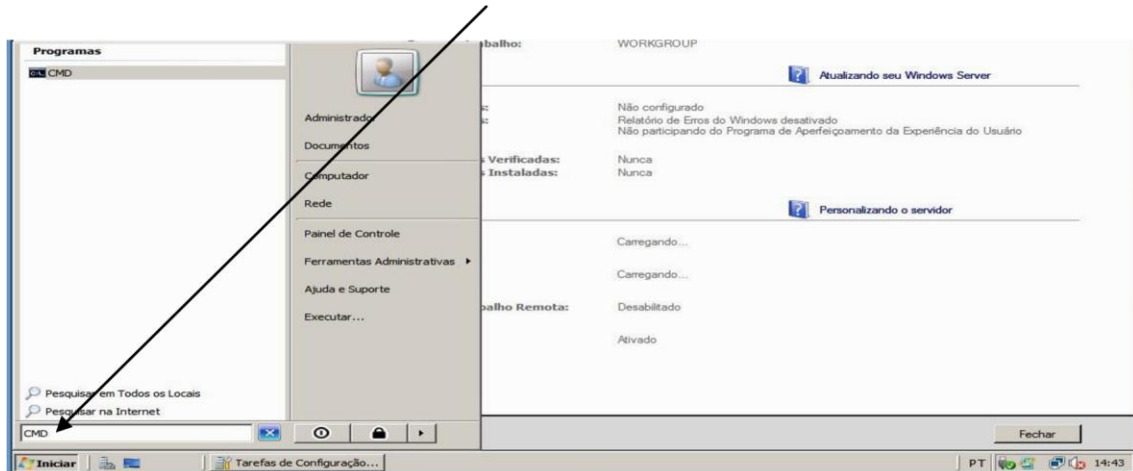 Programas
CMD
Administrador
Documentos
Computador
Rede
Painel de Controle
Ferramentas Administrativas
Ajuda e Suporte
Executar...
Pesquisar em Todos os Locais
Pesquisar na Internet
CMD
balho:
WORKGROUP
Atualizando seu Windows Server
s:
Não configurado
s:
Relatório de Erros do Windows desativado
Não participando do Programa de Aperfeiçoamento da Experiência do Usuário
s Verificadas:
Nunca
s Instaladas:
Nunca
Personalizando o servidor
Carregando...
Carregando...
balho Remota:
Desabilitado
Ativado
Fechar
Iniciar
Tarefas de Configuração...
PT
14:43